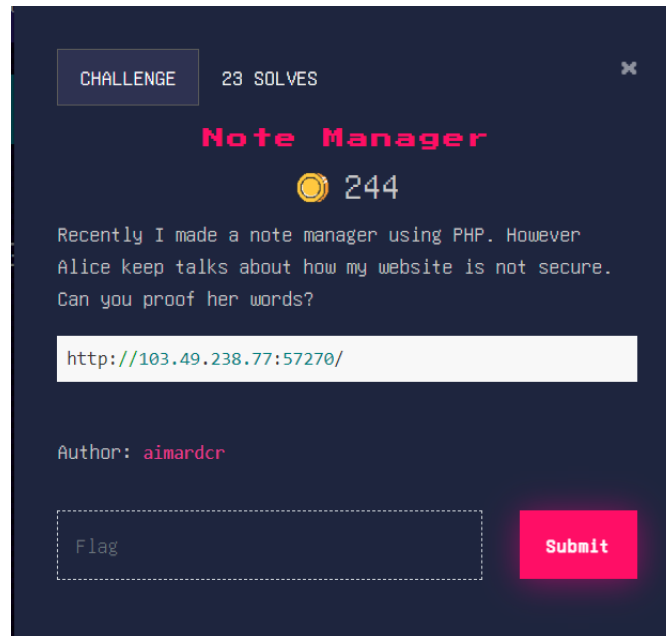 CHALLENGE 23 SOLVES
Note Manager
244
Recently I made a note manager using PHP. However
Alice keep talks about how my website is not secure.
Can you proof her words?
http://103.49.238.77:57270/
Author: aimardcr
Flag
Submit